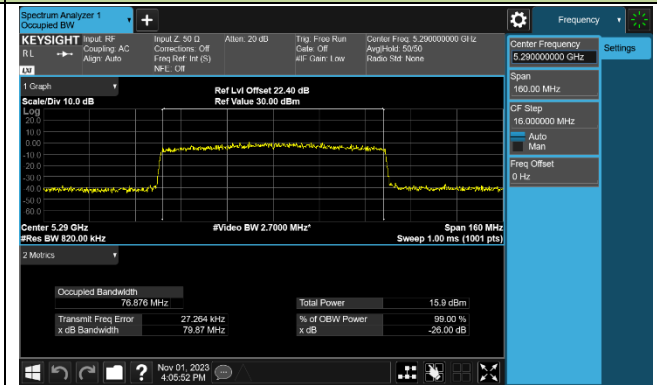 Spectrum Analyzer 1
Occupied BW
+
Frequency
KEYSIGHT
RL
LXI
Input: RF
Coupling: AC
Align: Auto
Input Z: 50 Ω
Corrections: Off
Freq Ref: Int (S)
NFE: Off
Atten: 20 dB
Trig: Free Run
Gate: Off
#IF Gain: Low
Center Freq: 5.290000000 GHz
Avg|Hold: 50/50
Radio Std: None
Center Frequency
5.290000000 GHz
Settings
Span
160.00 MHz
CF Step
16.000000 MHz
Auto
Man
Freq Offset
0 Hz
1 Graph
Scale/Div 10.0 dB
Ref Lvl Offset 22.40 dB
Ref Value 30.00 dBm
Log
20.0
10.0
0.00
-10.0
-20.0
-30.0
-40.0
-50.0
-60.0
Center 5.29 GHz
#Video BW 2.7000 MHz*
Span 160 MHz
#Res BW 820.00 kHz
Sweep 1.00 ms (1001 pts)
2 Metrics
Occupied Bandwidth
76.876 MHz
Total Power 15.9 dBm
Transmit Freq Error 27.264 kHz
% of OBW Power 99.00 %
x dB Bandwidth 79.87 MHz
x dB -26.00 dB
?
Nov 01, 2023
4:05:52 PM